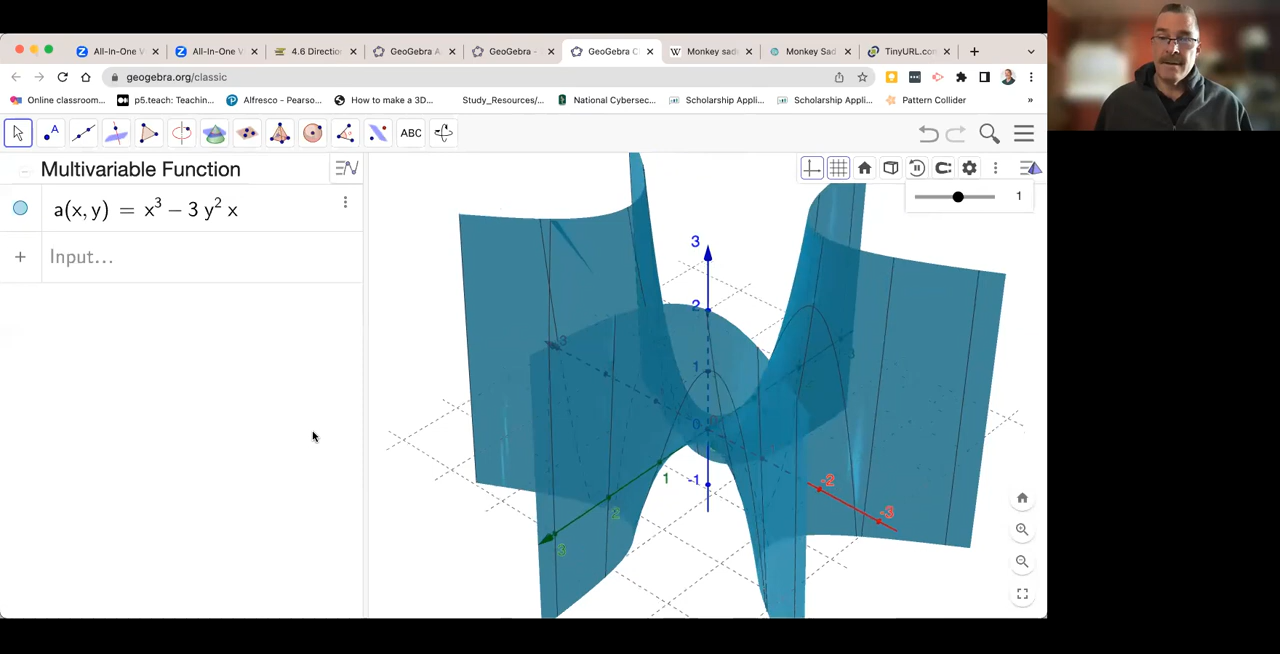 All-In-One V
All-In-One V
4.6 Direction
GeoGebra A
GeoGebra -
GeoGebra C
Monkey sad
Monkey Sad
TinyURL.co
geogebra.org/classic
Online classroom...
p5.teach: Teachin...
Alfresco - Pearso...
How to make a 3D...
Study_Resources/...
National Cybersec...
Scholarship Appli...
Scholarship Appli...
Pattern Collider
»
ABC
Multivariable Function
a(x, y) = x³ − 3 y² x
Input...
1
3
2
1
0
-1
3
3
1
2
3
-2
-3